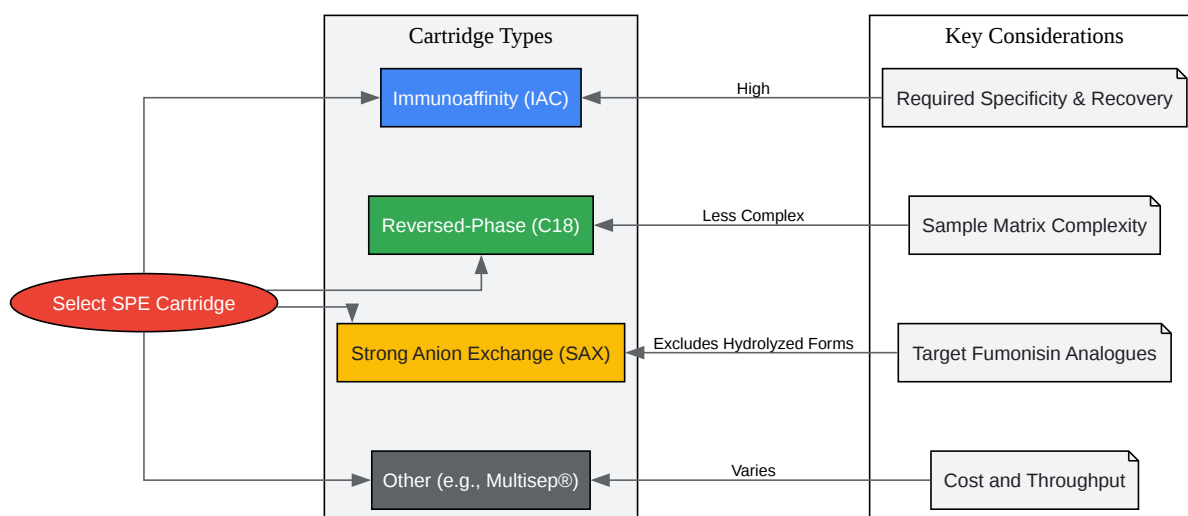 Cartridge Types
Key Considerations
Immunoaffinity (IAC)
High
Required Specificity & Recovery
Reversed-Phase (C18)
Less Complex
Sample Matrix Complexity
Select SPE Cartridge
Strong Anion Exchange (SAX)
Excludes Hydrolyzed Forms
Target Fumonisin Analogues
Other (e.g., Multisep®)
Varies
Cost and Throughput